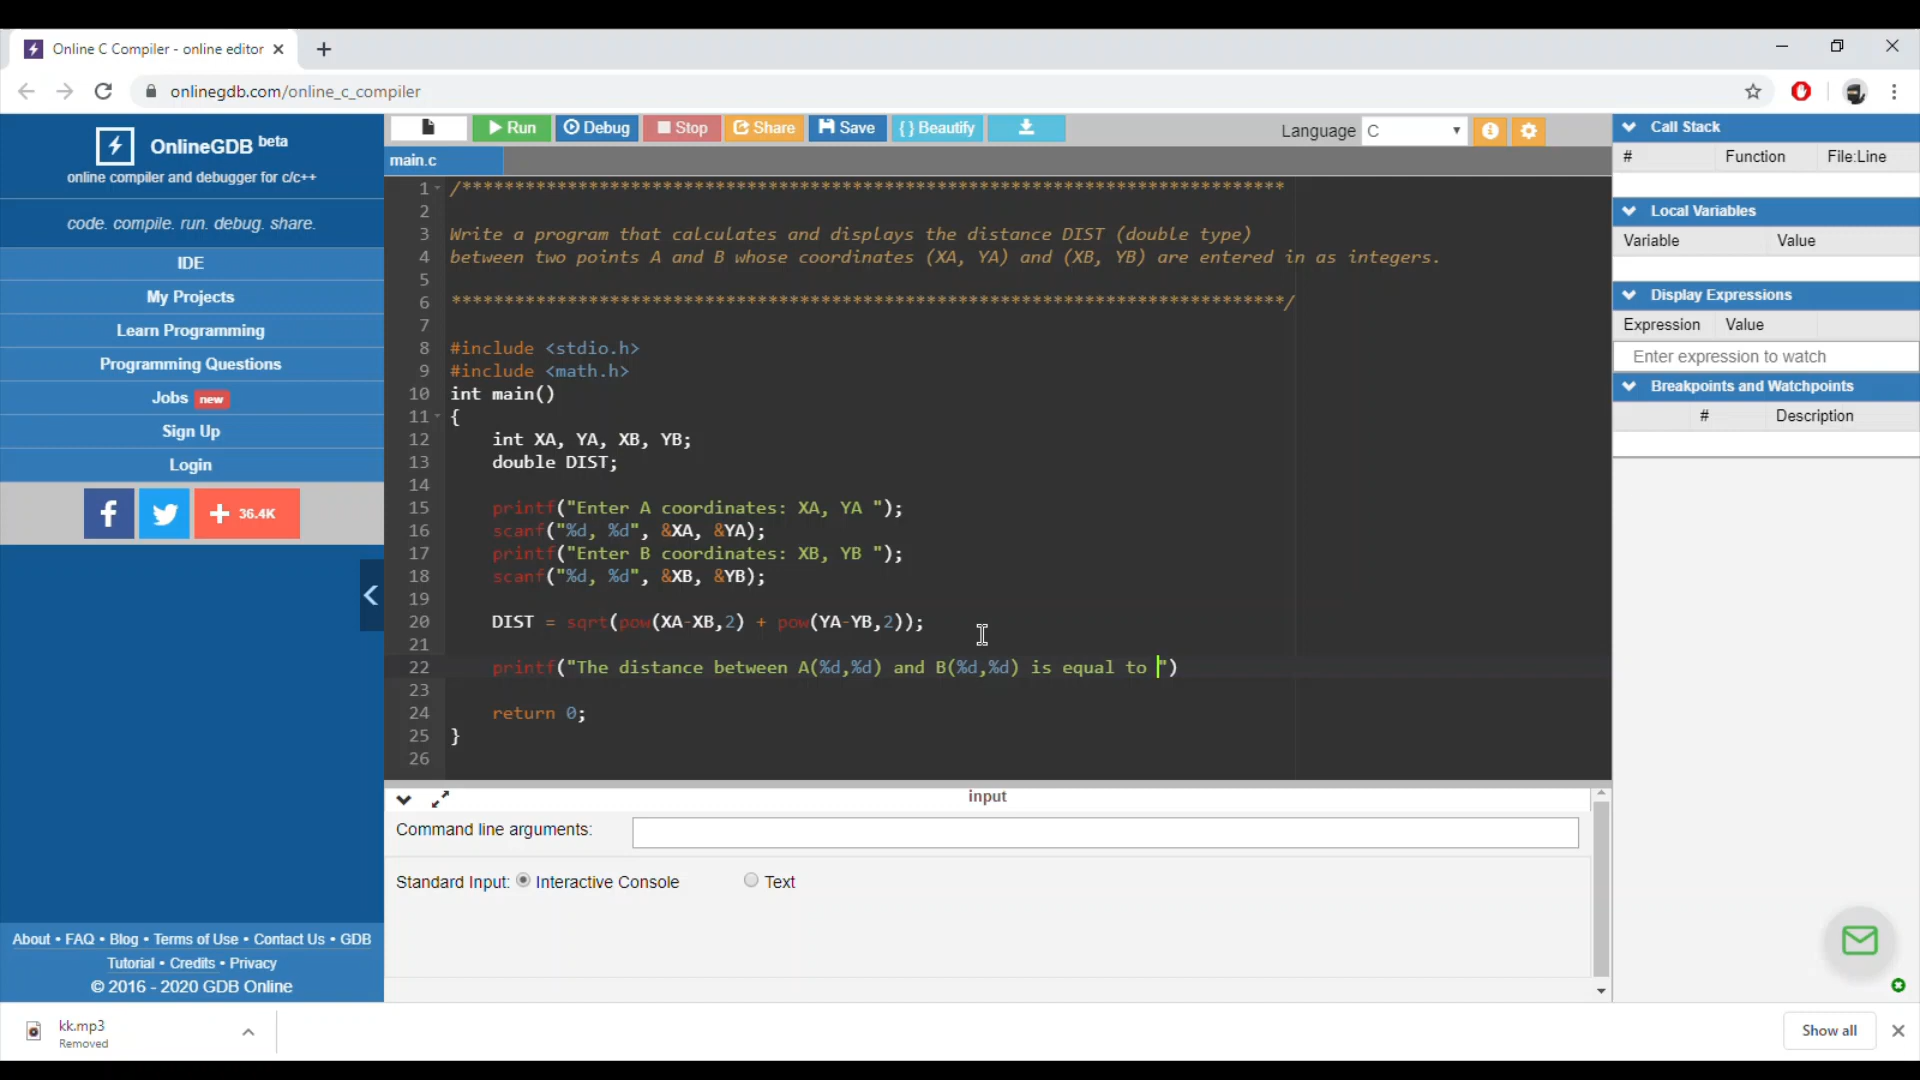 Online C Compiler - online editor
onlinegdb.com/online_c_compiler
OnlineGDB beta
online compiler and debugger for c/c++
code. compile. run. debug. share.
IDE
My Projects
Learn Programming
Programming Questions
Jobs new
Sign Up
Login
f
+ 36.4K
About • FAQ • Blog • Terms of Use • Contact Us • GDB
Tutorial • Credits • Privacy
© 2016 - 2020 GDB Online
Run Debug Stop Share Save { } Beautify
Language C
main.c
1 /******************************************************************************
2
3 Write a program that calculates and displays the distance DIST (double type)
4 between two points A and B whose coordinates (XA, YA) and (XB, YB) are entered in as integers.
5
6 *******************************************************************************/
7
8 #include <stdio.h>
9 #include <math.h>
10 int main()
11 {
12 int XA, YA, XB, YB;
13 double DIST;
14
15 printf("Enter A coordinates: XA, YA ");
16 scanf("%d, %d", &XA, &YA);
17 printf("Enter B coordinates: XB, YB ");
18 scanf("%d, %d", &XB, &YB);
19
20 DIST = sqrt(pow(XA-XB,2) + pow(YA-YB,2));
21
22 printf("The distance between A(%d,%d) and B(%d,%d) is equal to ")
23
24 return 0;
25 }
26
input
Command line arguments:
Standard Input: Interactive Console Text
Call Stack
# Function File:Line
Local Variables
Variable Value
Display Expressions
Expression Value
Enter expression to watch
Breakpoints and Watchpoints
# Description
kk.mp3
Removed
Show all